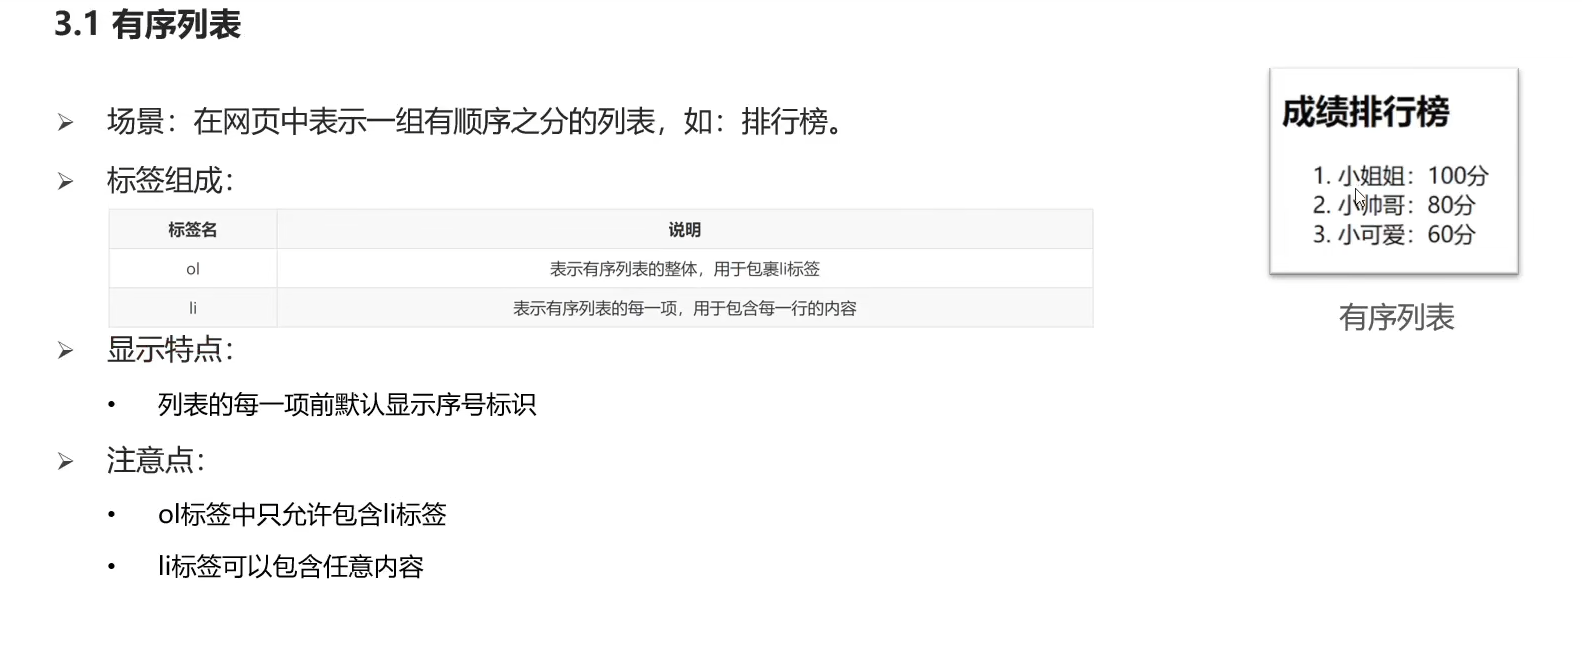 3.1 有序列表
➢ 场景：在网页中表示一组有顺序之分的列表，如：排行榜。
➢ 标签组成：
标签名 说明
ol 表示有序列表的整体，用于包裹li标签
li 表示有序列表的每一项，用于包含每一行的内容
➢ 显示特点：
• 列表的每一项前默认显示序号标识
➢ 注意点：
• ol标签中只允许包含li标签
• li标签可以包含任意内容
成绩排行榜
1. 小姐姐：100分
2. 小帅哥：80分
3. 小可爱：60分
有序列表